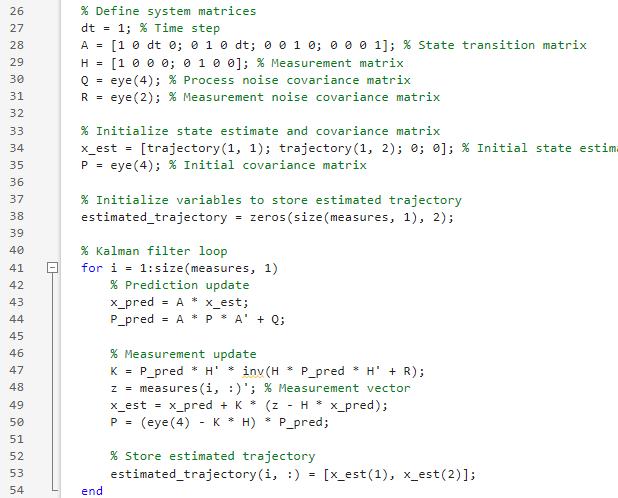 26 % Define system matrices
27 dt = 1; % Time step
28 A = [1 0 dt 0; 0 1 0 dt; 0 0 1 0; 0 0 0 1]; % State transition matrix
29 H = [1 0 0 0; 0 1 0 0]; % Measurement matrix
30 Q = eye(4); % Process noise covariance matrix
31 R = eye(2); % Measurement noise covariance matrix
32
33 % Initialize state estimate and covariance matrix
34 x_est = [trajectory(1, 1); trajectory(1, 2); 0; 0]; % Initial state
35 P = eye(4); % Initial covariance matrix
36
37 % Initialize variables to store estimated trajectory
38 estimated_trajectory = zeros(size(measures, 1), 2);
39
40 % Kalman filter loop
41 for i = 1:size(measures, 1)
42 % Prediction update
43 x_pred = A * x_est;
44 P_pred = A * P * A' + Q;
45
46 % Measurement update
47 K = P_pred * H' * inv(H * P_pred * H' + R);
48 z = measures(i, :)'; % Measurement vector
49 x_est = x_pred + K * (z - H * x_pred);
50 P = (eye(4) - K * H) * P_pred;
51
52 % Store estimated trajectory
53 estimated_trajectory(i, :) = [x_est(1), x_est(2)];
54 end